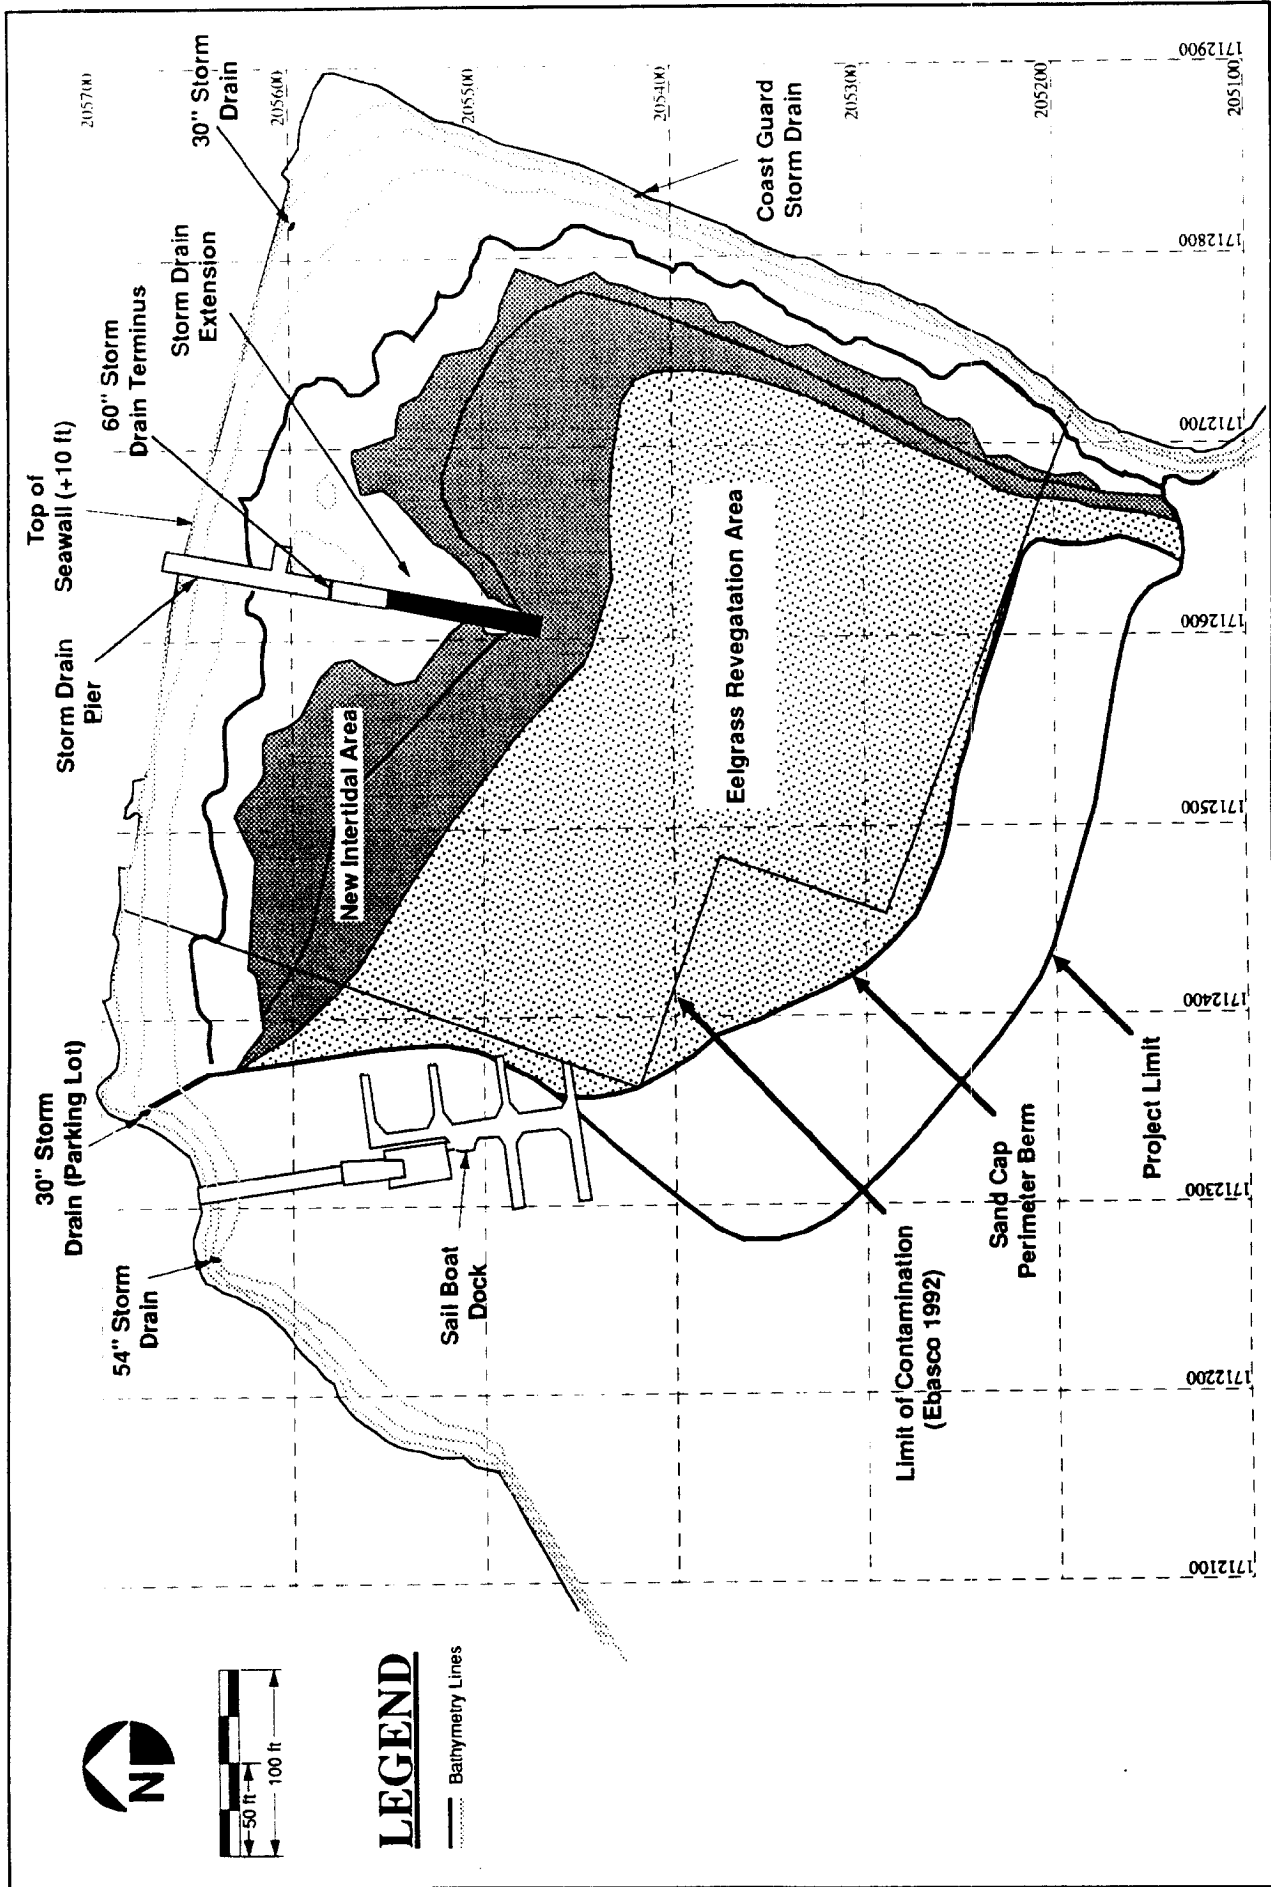 30" Storm
Drain (Parking Lot)
54" Storm
Drain
Storm Drain
Pier
Top of
Seawall (+10 ft)
60" Storm
Drain Terminus
Storm Drain
Extension
30" Storm
Drain
205700
205600
205500
205400
205300
205200
205100
New Intertidal Area
Sail Boat
Dock
Eelgrass Revegatation Area
Coast Guard
Storm Drain
Limit of Contamination
(Ebasco 1992)
Sand Cap
Perimeter Berm
Project Limit
1712100
1712200
1712300
1712400
1712500
1712600
1712700
1712800
1712900
N
50 ft
100 ft
LEGEND
Bathymetry Lines